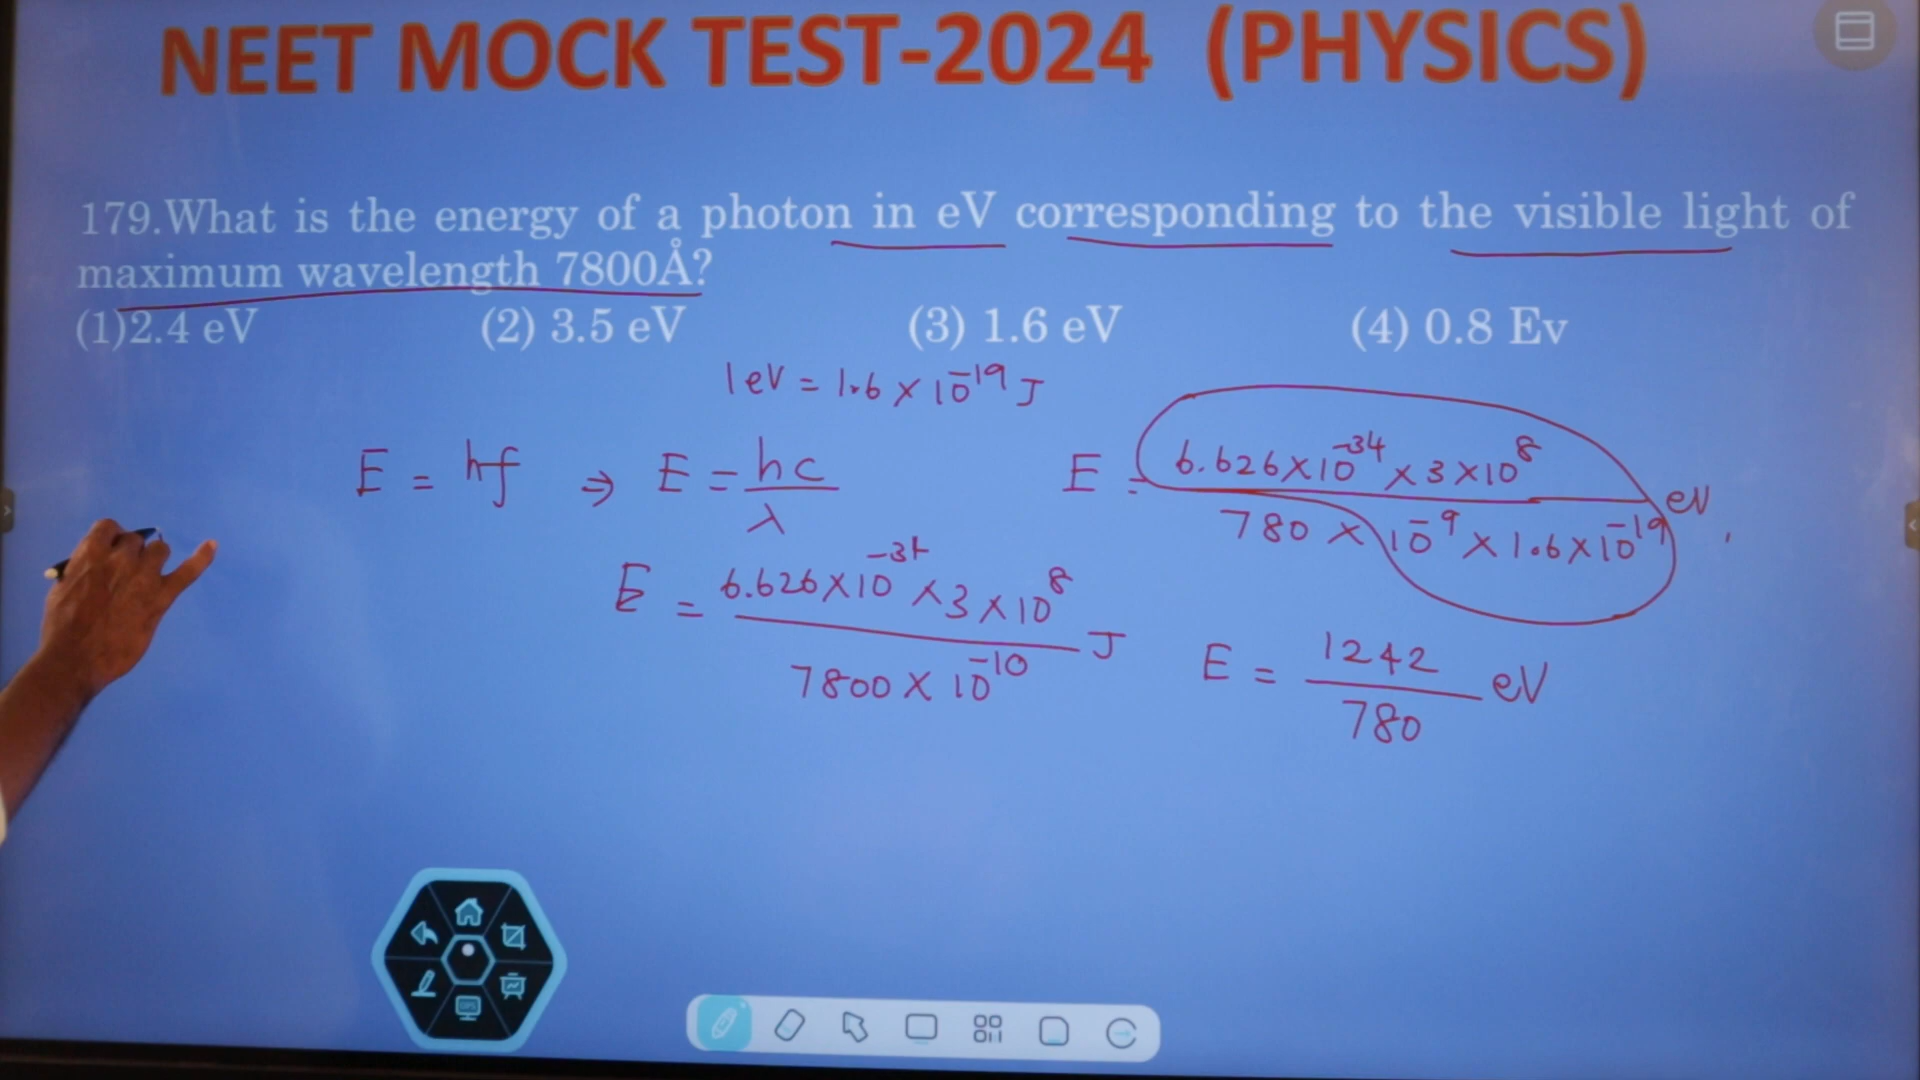 NEET MOCK TEST-2024 (PHYSICS)
179.What is the energy of a photon in eV corresponding to the visible light of
maximum wavelength 7800Å?
(1)2.4 eV (2) 3.5 eV (3) 1.6 eV (4) 0.8 Ev
1eV = 1.6 × 10⁻¹⁹ J
E = hf ⇒ E = hc/λ
E = 6.626×10⁻³⁴ × 3 × 10⁸ / 7800 × 10⁻¹⁰ J
E = 6.626×10⁻³⁴ × 3 × 10⁸ / 780 × 10⁻⁹ × 1.6 × 10⁻¹⁹ eV
E = 1242/780 eV